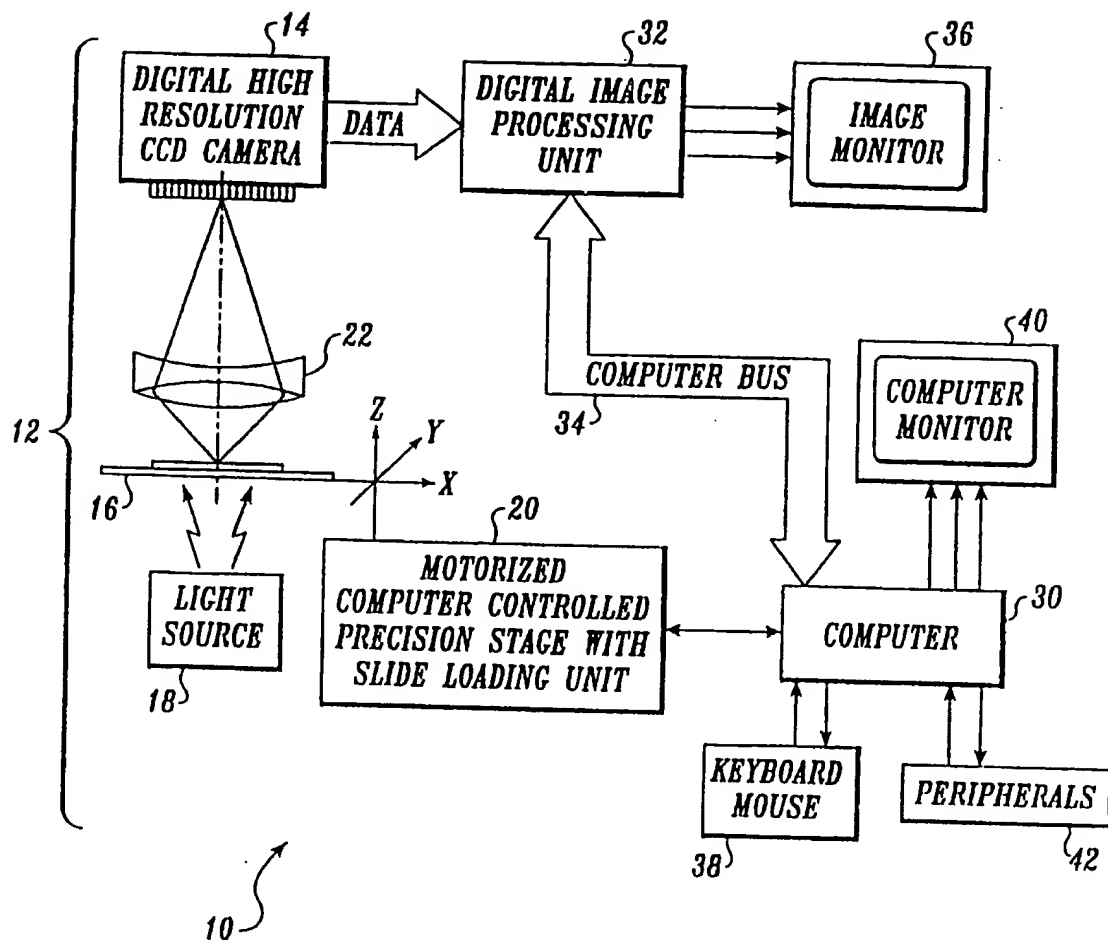 14
DIGITAL HIGH
RESOLUTION
CCD CAMERA
DATA
32
DIGITAL IMAGE
PROCESSING
UNIT
36
IMAGE
MONITOR
22
12
Z
Y
X
16
LIGHT
SOURCE
18
20
MOTORIZED
COMPUTER CONTROLLED
PRECISION STAGE WITH
SLIDE LOADING UNIT
COMPUTER BUS
34
40
COMPUTER
MONITOR
30
COMPUTER
KEYBOARD
MOUSE
38
PERIPHERALS
42
10